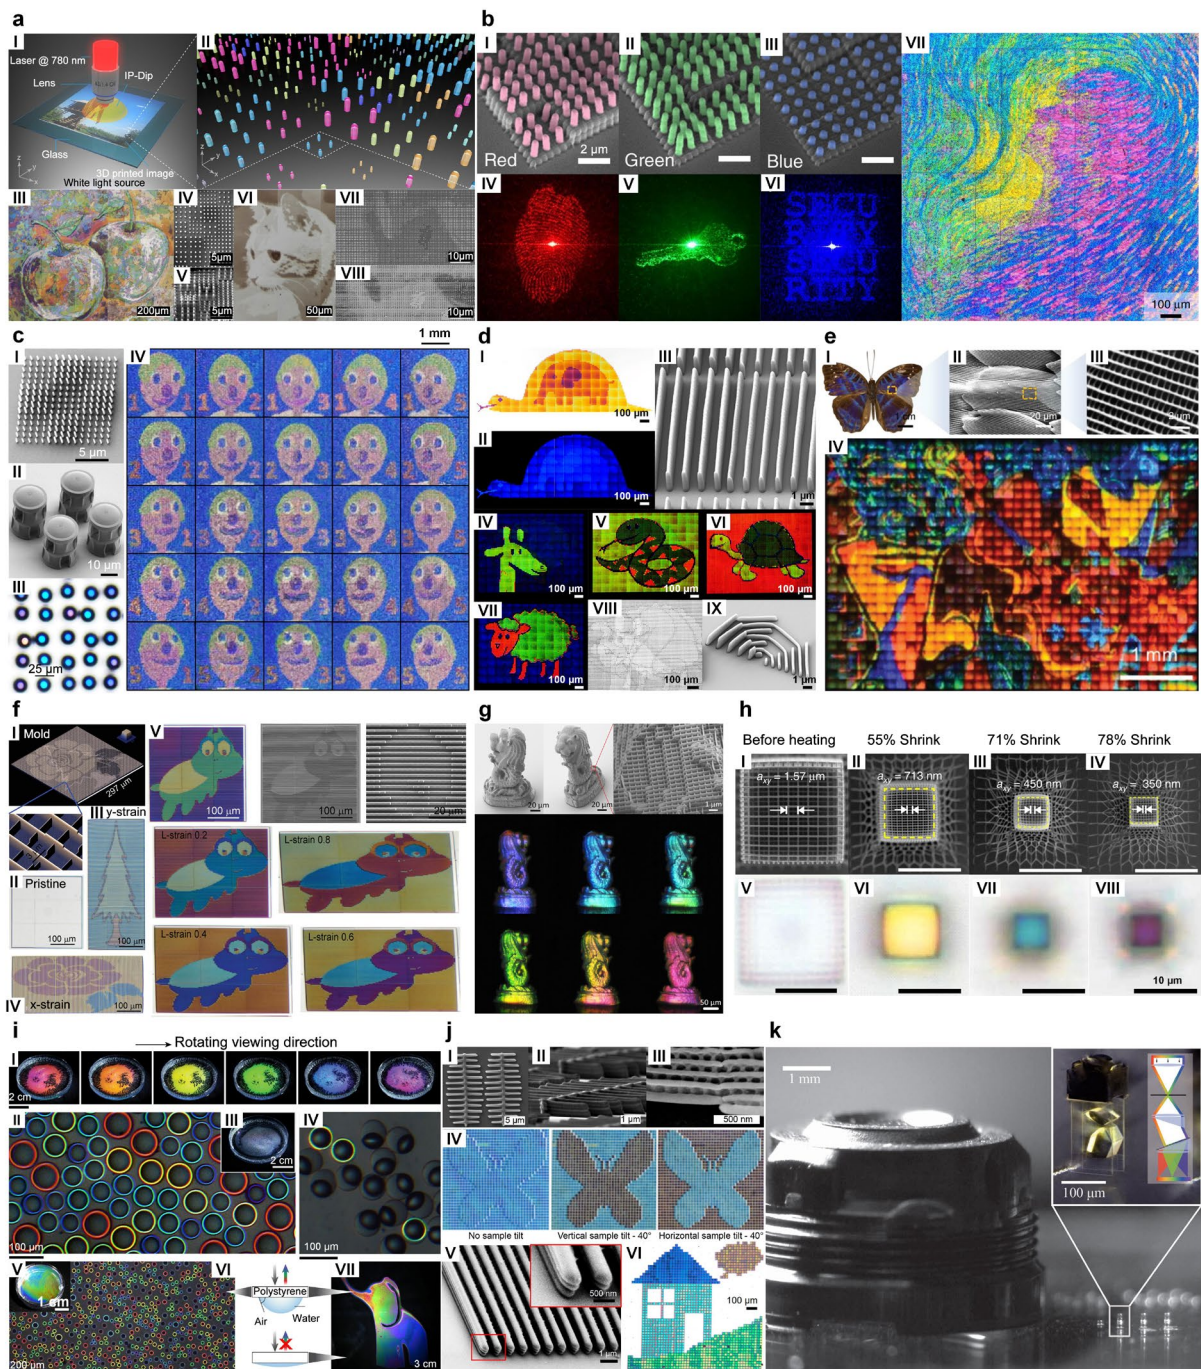 a
I
Laser @ 780 nm
Lens
IP-Dip
Glass
3D printed image
White light source
II
III
200μm
IV
5μm
V
5μm
VI
50μm
VII
10μm
VIII
10μm
b
I
Red
2 μm
II
Green
III
Blue
IV
V
VI
SECU
RITY
SECU
RITY
VII
100 μm
c
1 mm
I
5 μm
II
10 μm
III
25 μm
IV
d
I
100 μm
II
100 μm
III
1 μm
IV
100 μm
V
100 μm
VI
100 μm
VII
100 μm
VIII
100 μm
IX
1 μm
e
I
1 cm
II
20 μm
III
2 μm
IV
1 mm
f
I Mold
297 μm
II Pristine
100 μm
III y-strain
100 μm
IV x-strain
100 μm
V
100 μm
100 μm
20 μm
L-strain 0.2
L-strain 0.8
L-strain 0.4
L-strain 0.6
g
20 μm
20 μm
1 μm
50 μm
h
Before heating
55% Shrink
71% Shrink
78% Shrink
I
axy = 1.57 μm
II
axy = 713 nm
III
axy = 450 nm
IV
axy = 350 nm
V
VI
VII
VIII
10 μm
i
Rotating viewing direction
I
2 cm
II
100 μm
III
2 cm
IV
100 μm
V
1 cm
200 μm
VI
Polystyrene
Air
Water
VII
3 cm
j
I
5 μm
II
1 μm
III
500 nm
IV
No sample tilt
Vertical sample tilt - 40°
Horizontal sample tilt - 40°
V
500 nm
1 μm
VI
100 μm
k
1 mm
100 μm